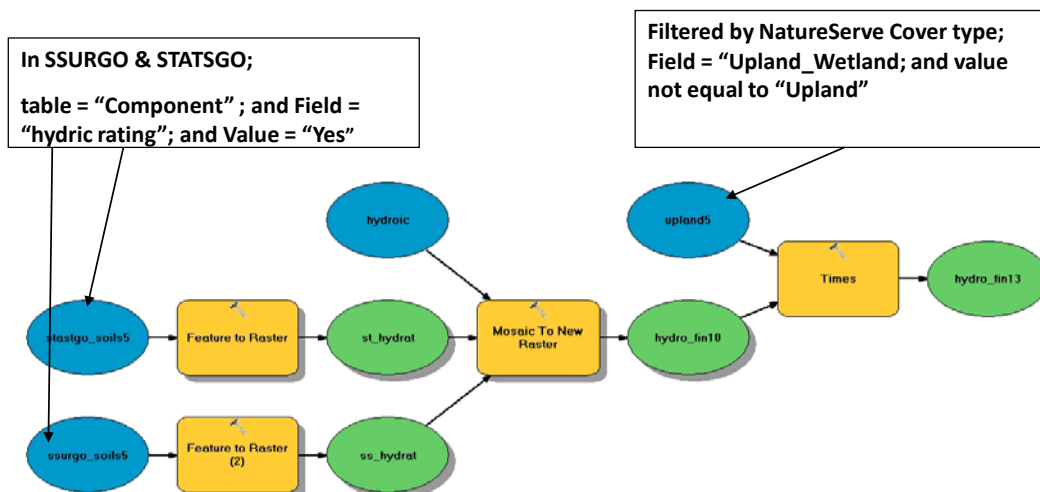 In SSURGO & STATSGO;
table = “Component” ; and Field =
“hydric rating”; and Value = “Yes”
Filtered by NatureServe Cover type;
Field = “Upland_Wetland; and value
not equal to “Upland”
hydroic
upland5
Times
hydro_fin13
stastgo_soils5
Feature to Raster
st_hydrat
Mosaic To New
Raster
hydro_fin10
ssurgo_soils5
Feature to Raster
(2)
ss_hydrat